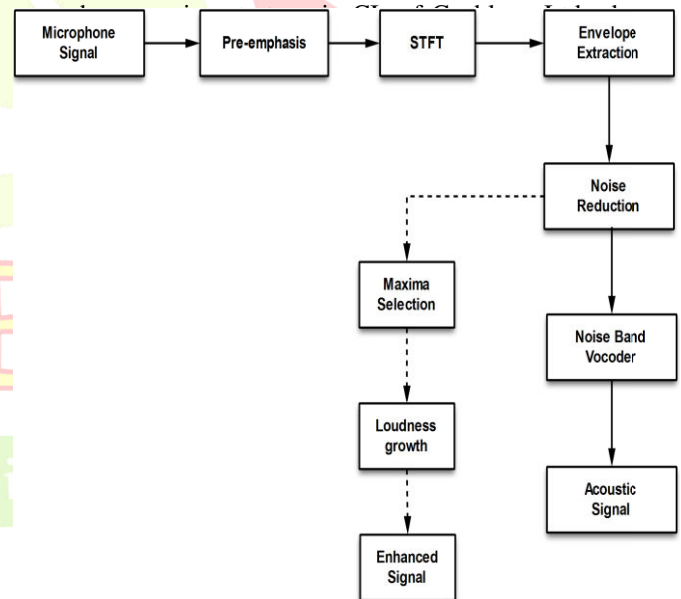 Microphone
Signal
Pre-emphasis
STFT
Envelope
Extraction
Noise
Reduction
Maxima
Selection
Noise Band
Vocoder
Loudness
growth
Acoustic
Signal
Enhanced
Signal